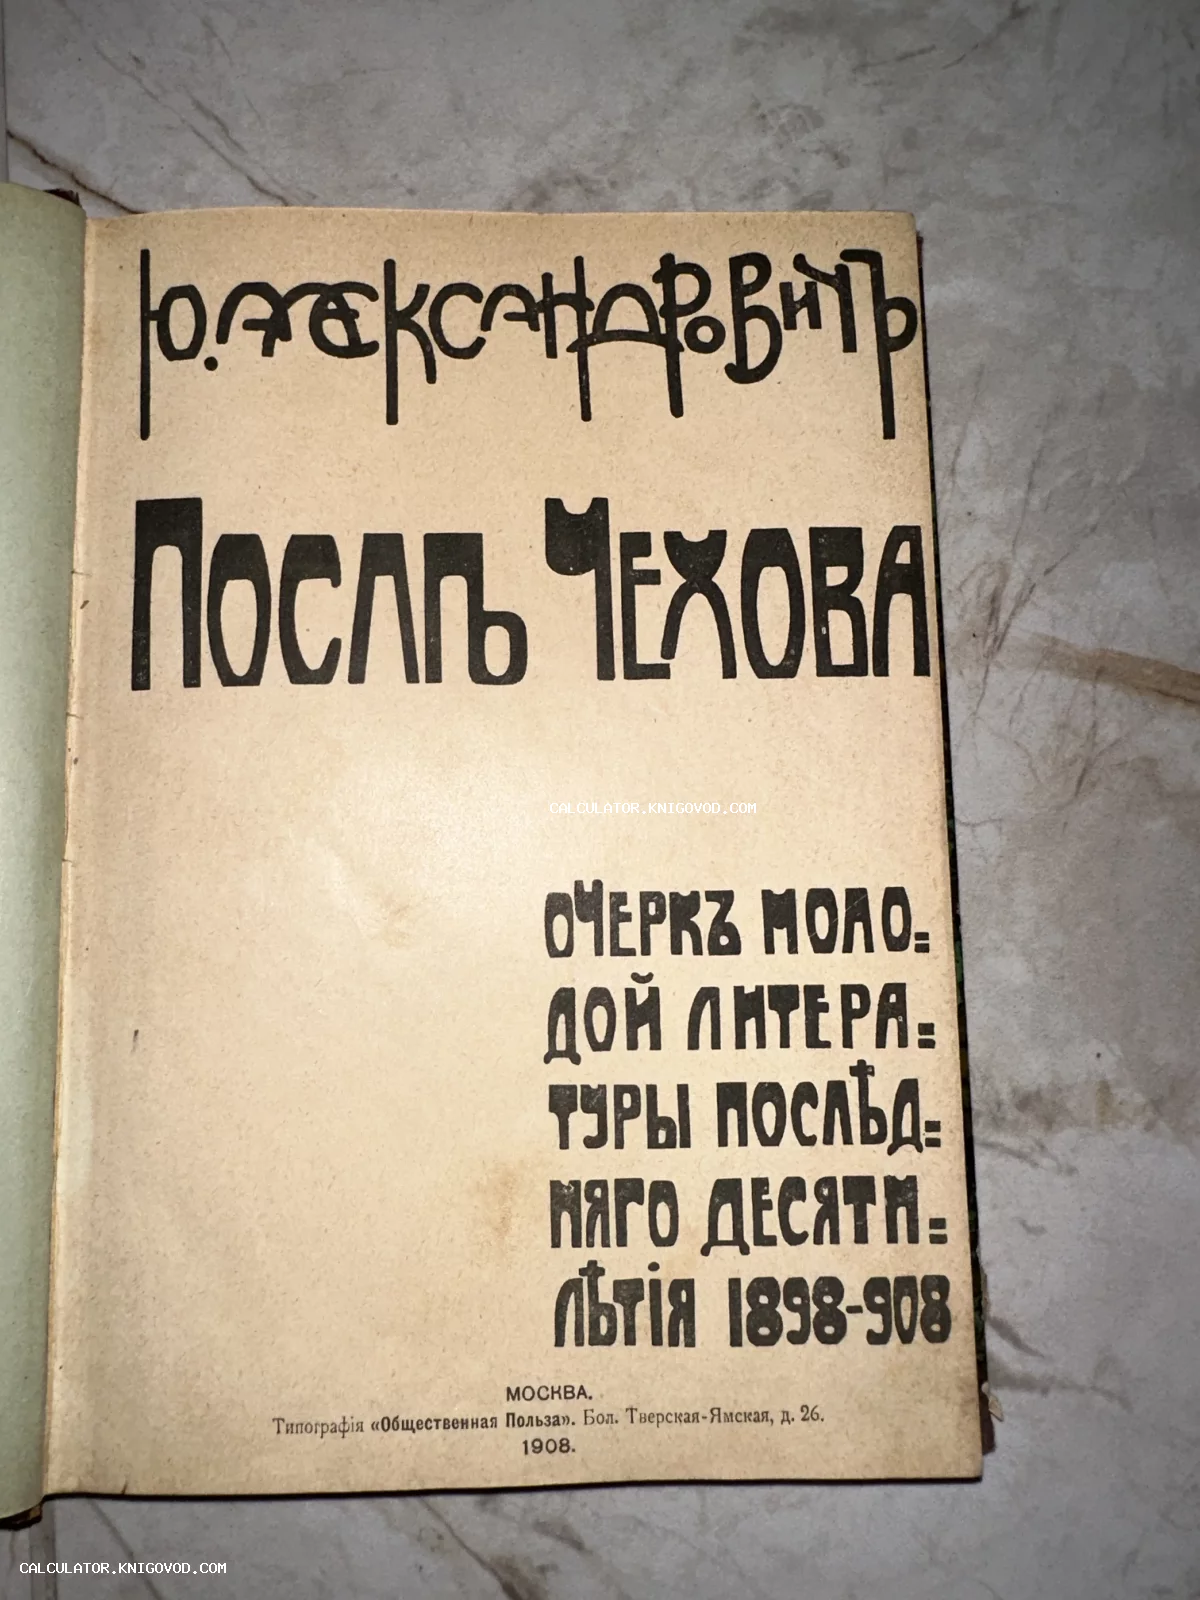 Ю. Александровичъ
Послѣ Чехова
CALCULATOR.KNIGOVOD.COM
Очеркъ моло=
дой литера=
туры послѣд=
няго десяти=
лѣтія 1898-908
МОСКВА.
Типографія «Общественная Польза». Бол. Тверская-Ямская, д. 26.
1908.
CALCULATOR.KNIGOVOD.COM